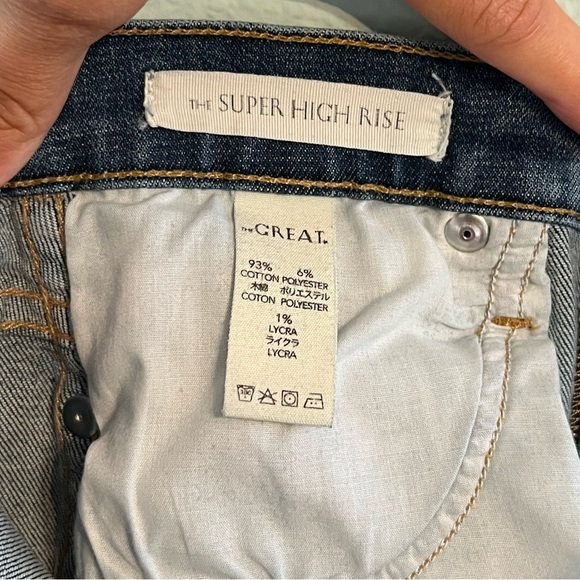 THE SUPER HIGH RISE
THE GREAT.
93% 6%
COTTON POLYESTER
木綿 ポリエステル
COTON POLYESTER
1%
LYCRA
ライクラ
LYCRA